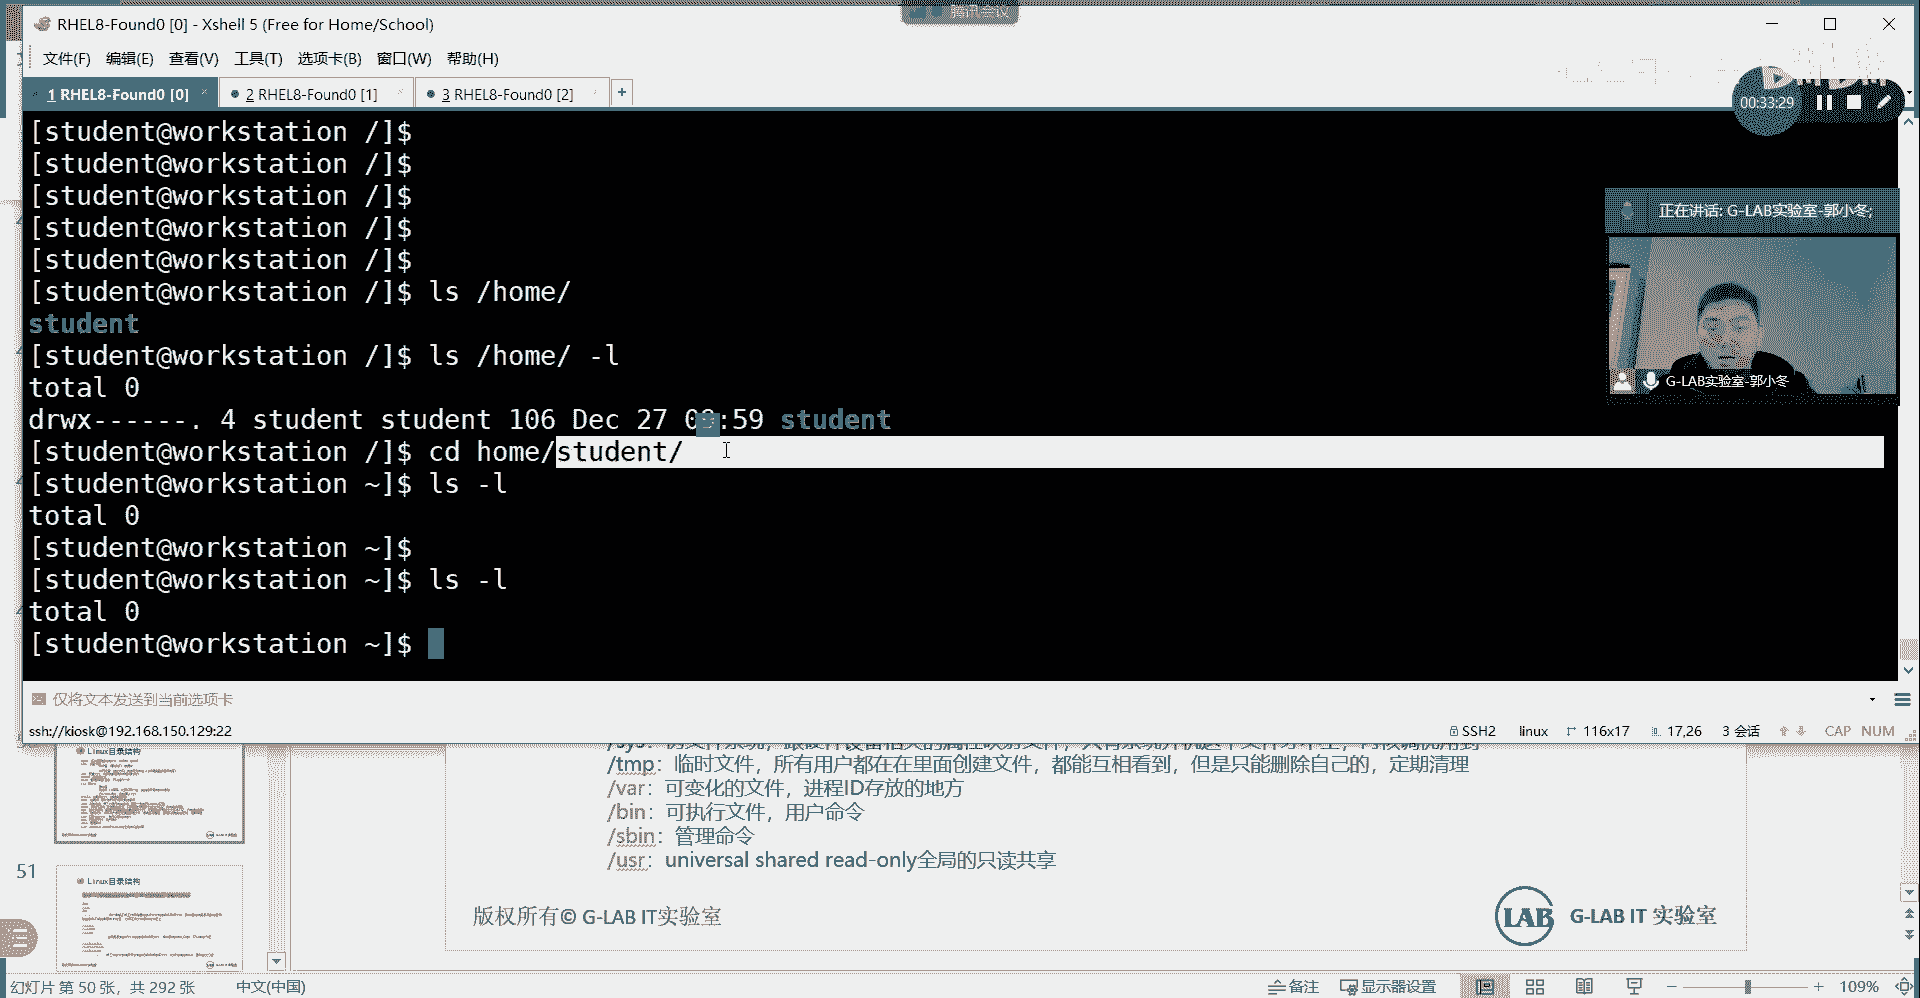 RHEL8-Found0 [0] - Xshell 5 (Free for Home/School)
腾讯会议
文件(F) 编辑(E) 查看(V) 工具(T) 选项卡(B) 窗口(W) 帮助(H)
1 RHEL8-Found0 [0] 2 RHEL8-Found0 [1] 3 RHEL8-Found0 [2] +
00:33:29
[student@workstation /]$
[student@workstation /]$
[student@workstation /]$
[student@workstation /]$
[student@workstation /]$
[student@workstation /]$ ls /home/
student
[student@workstation /]$ ls /home/ -l
total 0
drwx------. 4 student student 106 Dec 27 :59 student
[student@workstation /]$ cd home/student/
[student@workstation ~]$ ls -l
total 0
[student@workstation ~]$
[student@workstation ~]$ ls -l
total 0
[student@workstation ~]$
正在讲话: G-LAB实验室-郭小冬;
G-LAB实验室-郭小冬
仅将文本发送到当前选项卡
ssh://kiosk@192.168.150.129:22 SSH2 linux 116x17 17,26 3 会话 CAP NUM
Linux目录结构
/tmp：临时文件，所有用户都在在里面创建文件，都能互相看到，但是只能删除自己的，定期清理
/var：可变化的文件，进程ID存放的地方
/bin：可执行文件，用户命令
/sbin：管理命令
/usr：universal shared read-only全局的只读共享
51
Linux目录结构
版权所有© G-LAB IT实验室
LAB G-LAB IT 实验室
幻灯片 第 50 张，共 292 张 中文(中国) 备注 显示器设置 109%